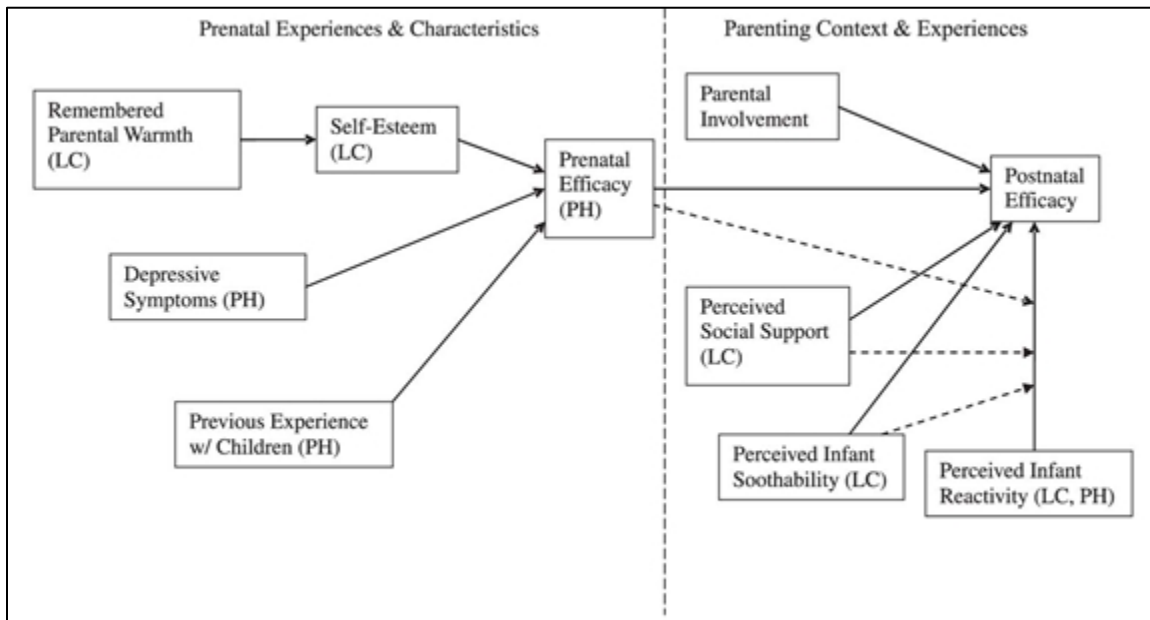 Prenatal Experiences & Characteristics
Parenting Context & Experiences
Remembered
Parental Warmth
(LC)
Self-Esteem
(LC)
Prenatal
Efficacy
(PH)
Depressive
Symptoms (PH)
Previous Experience
w/ Children (PH)
Parental
Involvement
Postnatal
Efficacy
Perceived
Social Support
(LC)
Perceived Infant
Soothability (LC)
Perceived Infant
Reactivity (LC, PH)